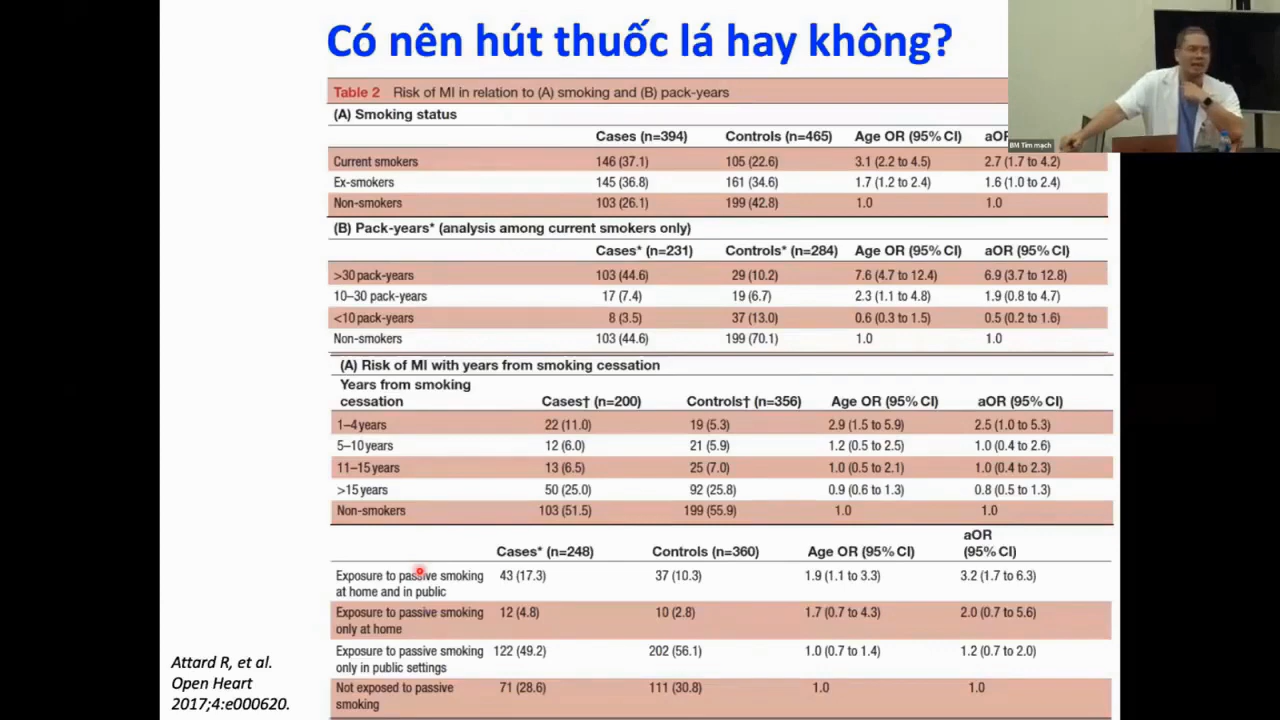 Có nên hút thuốc lá hay không?
Table 2 Risk of MI in relation to (A) smoking and (B) pack-years
(A) Smoking status
Cases (n=394) Controls (n=465) Age OR (95% CI) aOR
Current smokers 146 (37.1) 105 (22.6) 3.1 (2.2 to 4.5) 2.7 (1.7 to 4.2)
Ex-smokers 145 (36.8) 161 (34.6) 1.7 (1.2 to 2.4) 1.6 (1.0 to 2.4)
Non-smokers 103 (26.1) 199 (42.8) 1.0 1.0
(B) Pack-years* (analysis among current smokers only)
Cases* (n=231) Controls* (n=284) Age OR (95% CI) aOR (95% CI)
>30 pack-years 103 (44.6) 29 (10.2) 7.6 (4.7 to 12.4) 6.9 (3.7 to 12.8)
10–30 pack-years 17 (7.4) 19 (6.7) 2.3 (1.1 to 4.8) 1.9 (0.8 to 4.7)
<10 pack-years 8 (3.5) 37 (13.0) 0.6 (0.3 to 1.5) 0.5 (0.2 to 1.6)
Non-smokers 103 (44.6) 199 (70.1) 1.0 1.0
(A) Risk of MI with years from smoking cessation
Years from smoking
cessation Cases† (n=200) Controls† (n=356) Age OR (95% CI) aOR (95% CI)
1–4 years 22 (11.0) 19 (5.3) 2.9 (1.5 to 5.9) 2.5 (1.0 to 5.3)
5–10 years 12 (6.0) 21 (5.9) 1.2 (0.5 to 2.5) 1.0 (0.4 to 2.6)
11–15 years 13 (6.5) 25 (7.0) 1.0 (0.5 to 2.1) 1.0 (0.4 to 2.3)
>15 years 50 (25.0) 92 (25.8) 0.9 (0.6 to 1.3) 0.8 (0.5 to 1.3)
Non-smokers 103 (51.5) 199 (55.9) 1.0 1.0
aOR
Cases* (n=248) Controls (n=360) Age OR (95% CI) (95% CI)
Exposure to passive smoking 43 (17.3) 37 (10.3) 1.9 (1.1 to 3.3) 3.2 (1.7 to 6.3)
at home and in public
Exposure to passive smoking 12 (4.8) 10 (2.8) 1.7 (0.7 to 4.3) 2.0 (0.7 to 5.6)
only at home
Exposure to passive smoking 122 (49.2) 202 (56.1) 1.0 (0.7 to 1.4) 1.2 (0.7 to 2.0)
only in public settings
Not exposed to passive 71 (28.6) 111 (30.8) 1.0 1.0
smoking
Attard R, et al.
Open Heart
2017;4:e000620.
BM Tim mạch